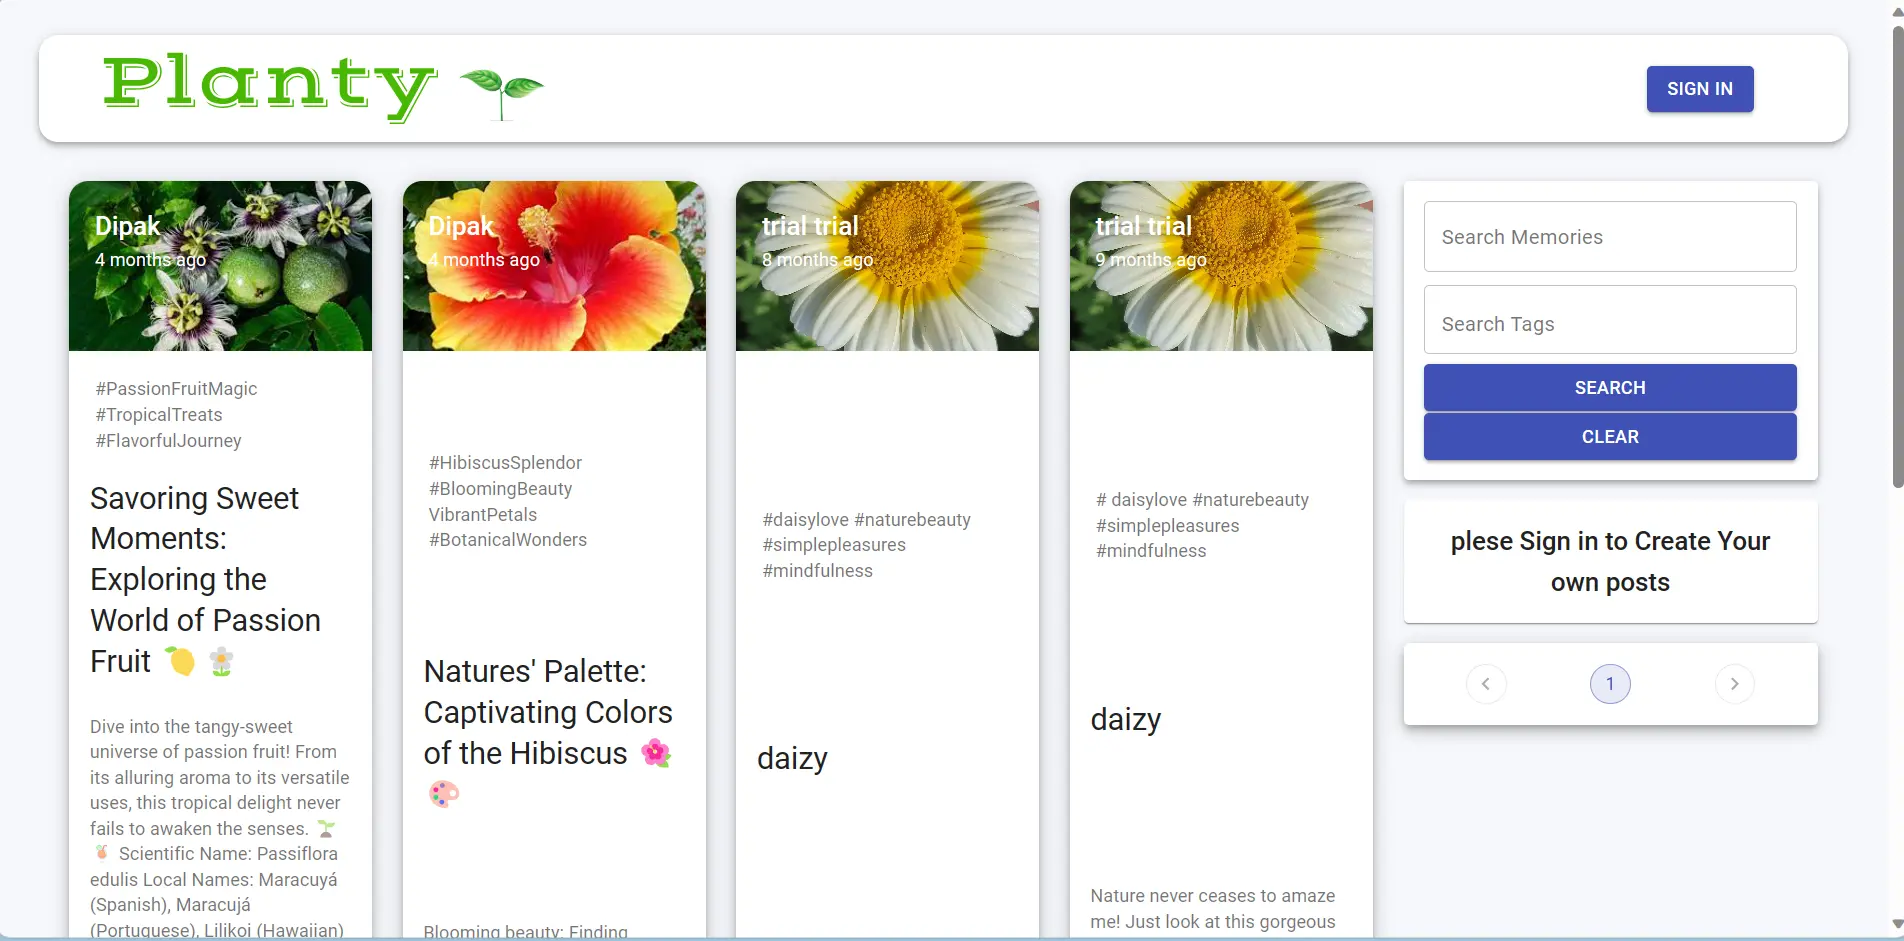 Planty
SIGN IN
Dipak
4 months ago
#PassionFruitMagic
#TropicalTreats
#FlavorfulJourney
Savoring Sweet
Moments:
Exploring the
World of Passion
Fruit 🍋 🌼
Dive into the tangy-sweet
universe of passion fruit! From
its alluring aroma to its versatile
uses, this tropical delight never
fails to awaken the senses. 🌱
🍹 Scientific Name: Passiflora
edulis Local Names: Maracuyá
(Spanish), Maracujá
(Portuguese), Lilikoi (Hawaiian)
Dipak
4 months ago
#HibiscusSplendor
#BloomingBeauty
VibrantPetals
#BotanicalWonders
Natures' Palette:
Captivating Colors
of the Hibiscus 🌺
🎨
Blooming beauty: Finding
trial trial
8 months ago
#daisylove #naturebeauty
#simplepleasures
#mindfulness
daizy
trial trial
9 months ago
# daisylove #naturebeauty
#simplepleasures
#mindfulness
daizy
Nature never ceases to amaze
me! Just look at this gorgeous
Search Memories
Search Tags
SEARCH
CLEAR
plese Sign in to Create Your
own posts
1